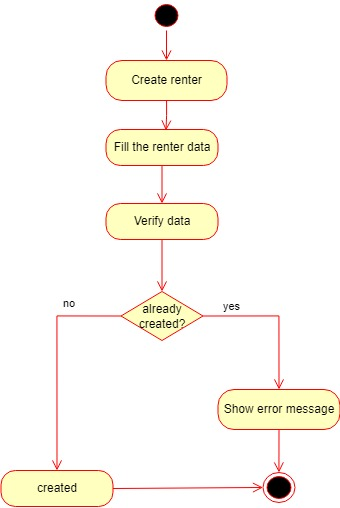 Create renter
Fill the renter data
Verify data
already
created?
no
yes
Show error message
created